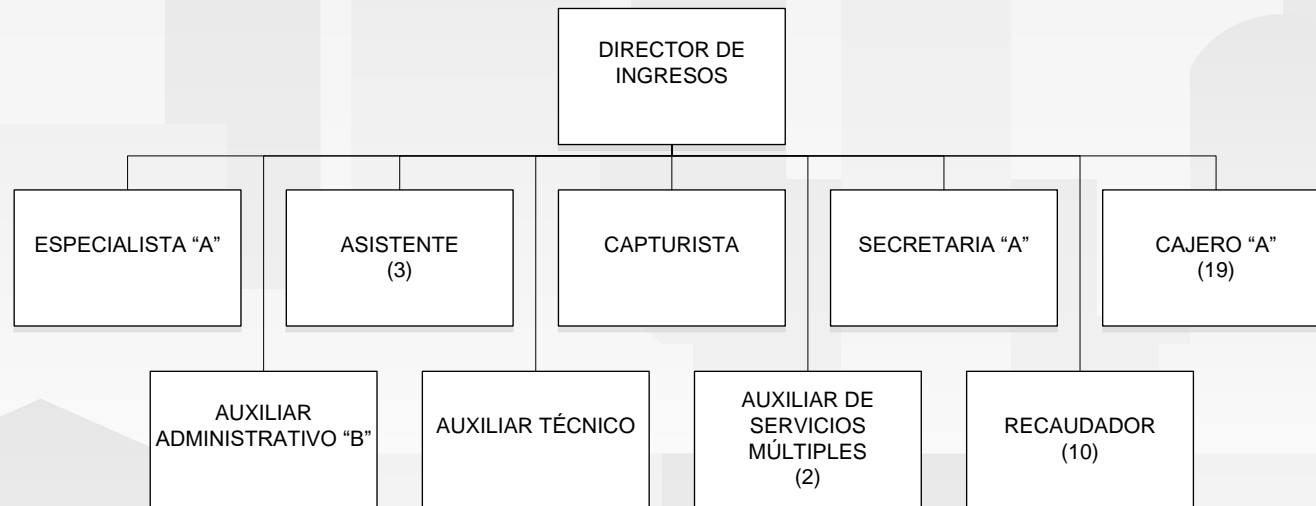 DIRECTOR DE
INGRESOS
ESPECIALISTA “A”
ASISTENTE
(3)
CAPTURISTA
SECRETARIA “A”
CAJERO “A”
(19)
AUXILIAR
ADMINISTRATIVO “B”
AUXILIAR TÉCNICO
AUXILIAR DE
SERVICIOS
MÚLTIPLES
(2)
RECAUDADOR
(10)